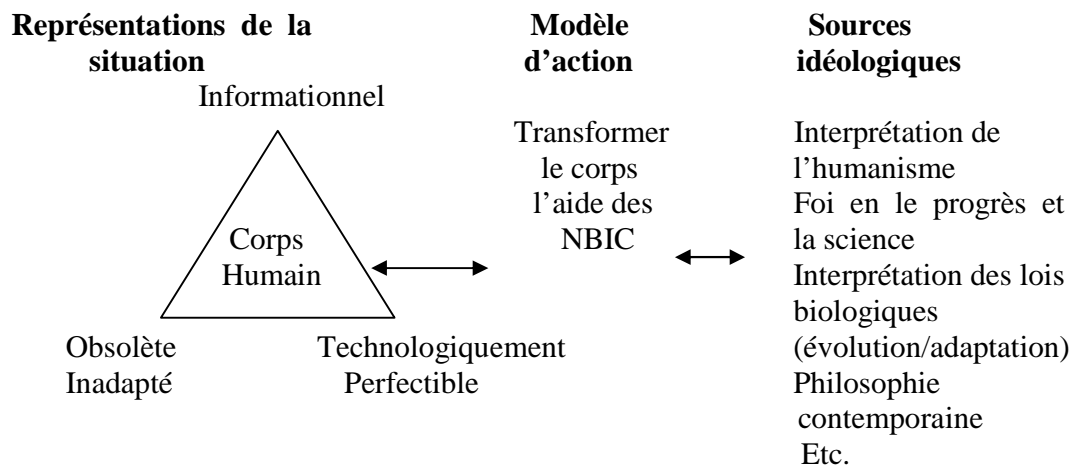 Représentations de la
situation
Informationnel
Corps
Humain
Obsolète
Inadapté
Technologiquement
Perfectible
Modèle
d’action
Transformer
le corps
l’aide des
NBIC
Sources
idéologiques
Interprétation de
l’humanisme
Foi en le progrès et
la science
Interprétation des lois
biologiques
(évolution/adaptation)
Philosophie
contemporaine
Etc.